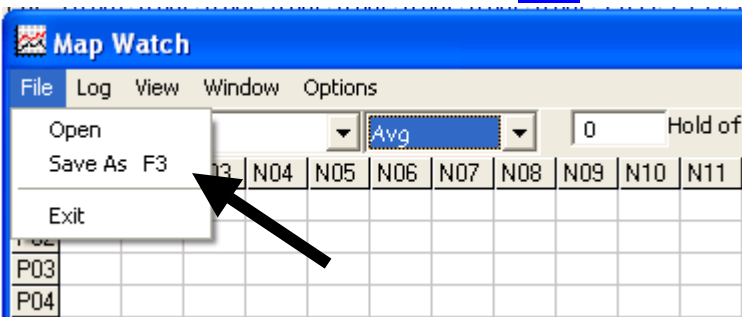 Map Watch
File Log View Window Options
Open
Avg 0 Hold of
Save As F3
N04 N05 N06 N07 N08 N09 N10 N11
Exit
P03
P04